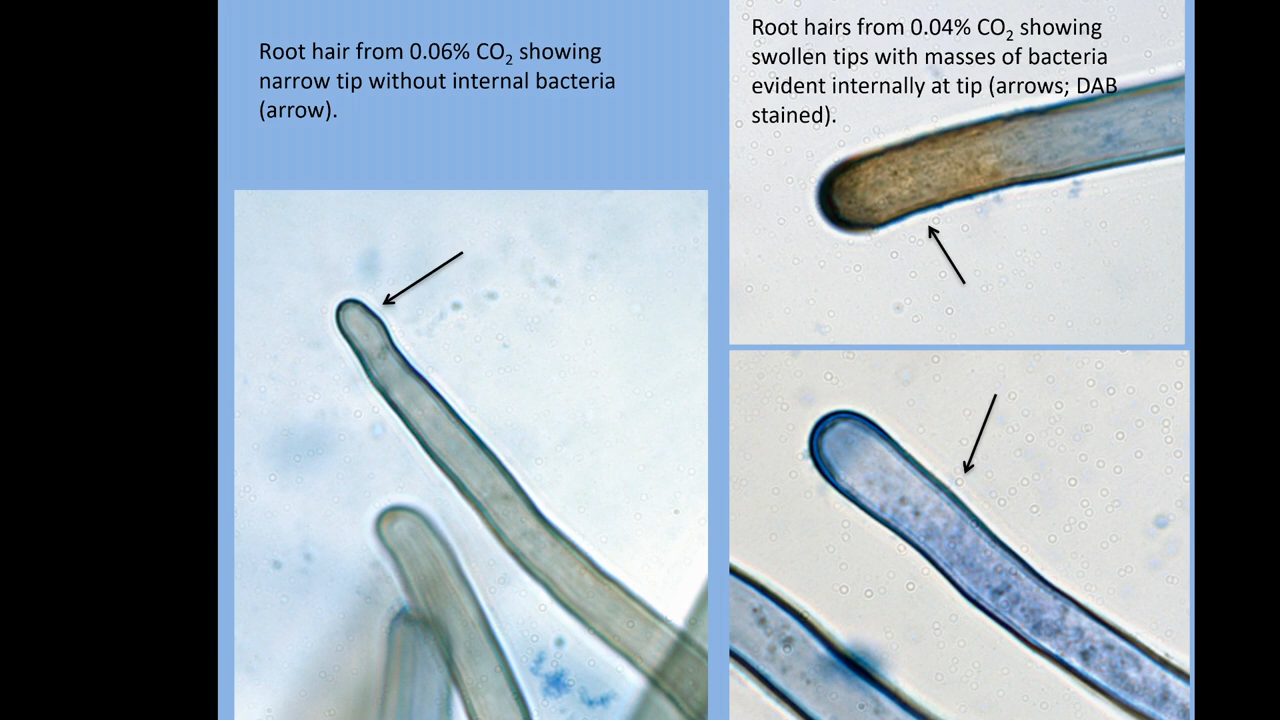 Root hair from 0.06% CO₂ showing
narrow tip without internal bacteria
(arrow).
Root hairs from 0.04% CO₂ showing
swollen tips with masses of bacteria
evident internally at tip (arrows; DAB
stained).